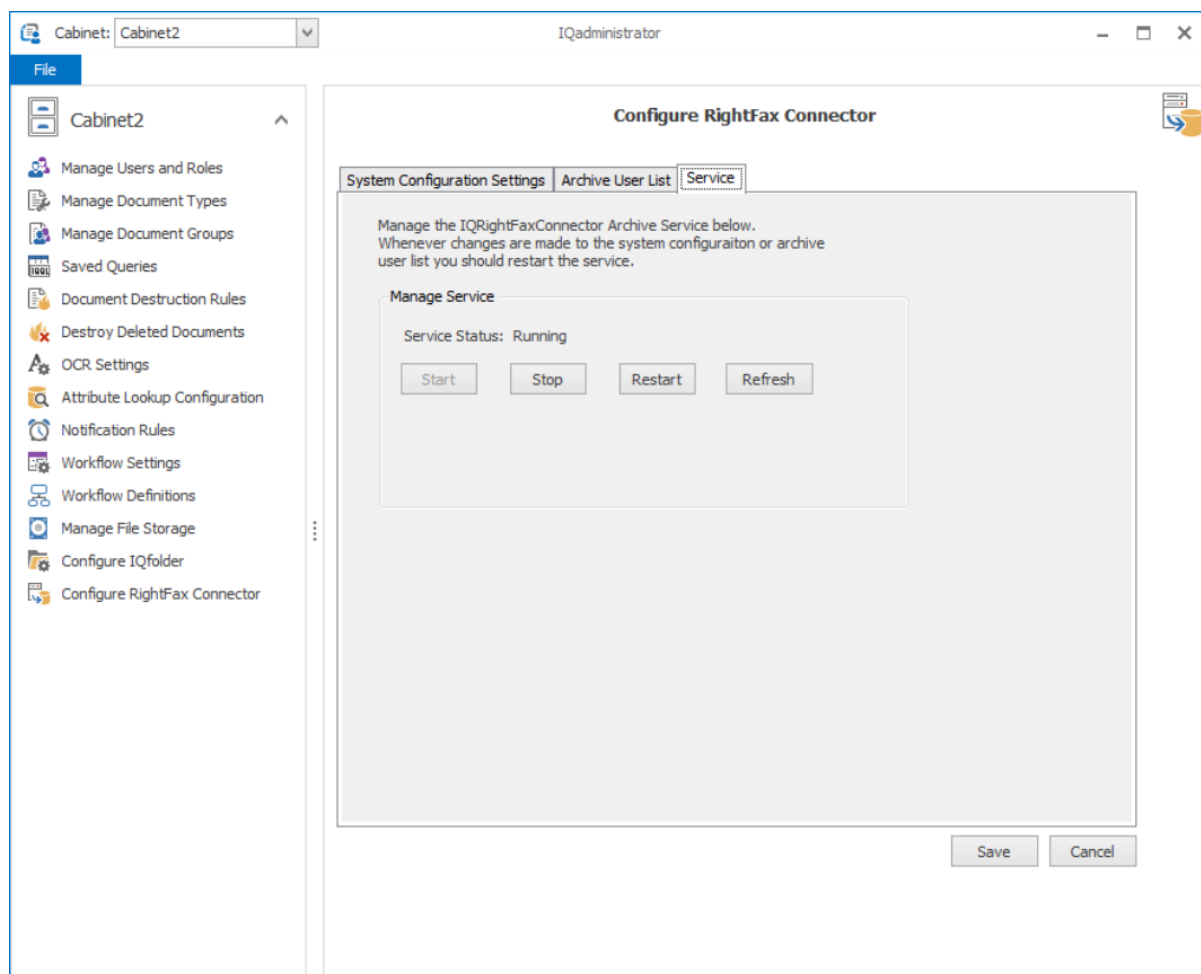 Cabinet: Cabinet2
IQadministrator
File
Cabinet2
Manage Users and Roles
Manage Document Types
Manage Document Groups
Saved Queries
Document Destruction Rules
Destroy Deleted Documents
OCR Settings
Attribute Lookup Configuration
Notification Rules
Workflow Settings
Workflow Definitions
Manage File Storage
Configure IQfolder
Configure RightFax Connector
Configure RightFax Connector
System Configuration Settings Archive User List Service
Manage the IQRightFaxConnector Archive Service below.
Whenever changes are made to the system configuraiton or archive
user list you should restart the service.
Manage Service
Service Status: Running
Start Stop Restart Refresh
Save Cancel